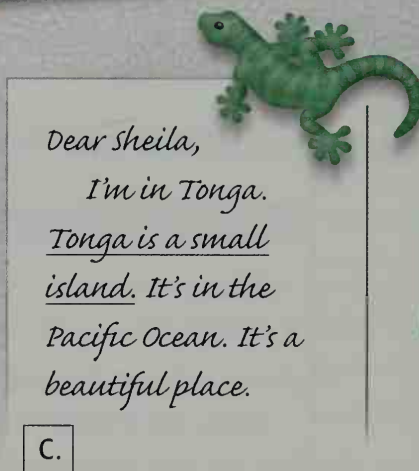 Dear Sheila,
I'm in Tonga.
Tonga is a small
island. It's in the
Pacific Ocean. It's a
beautiful place.
C.